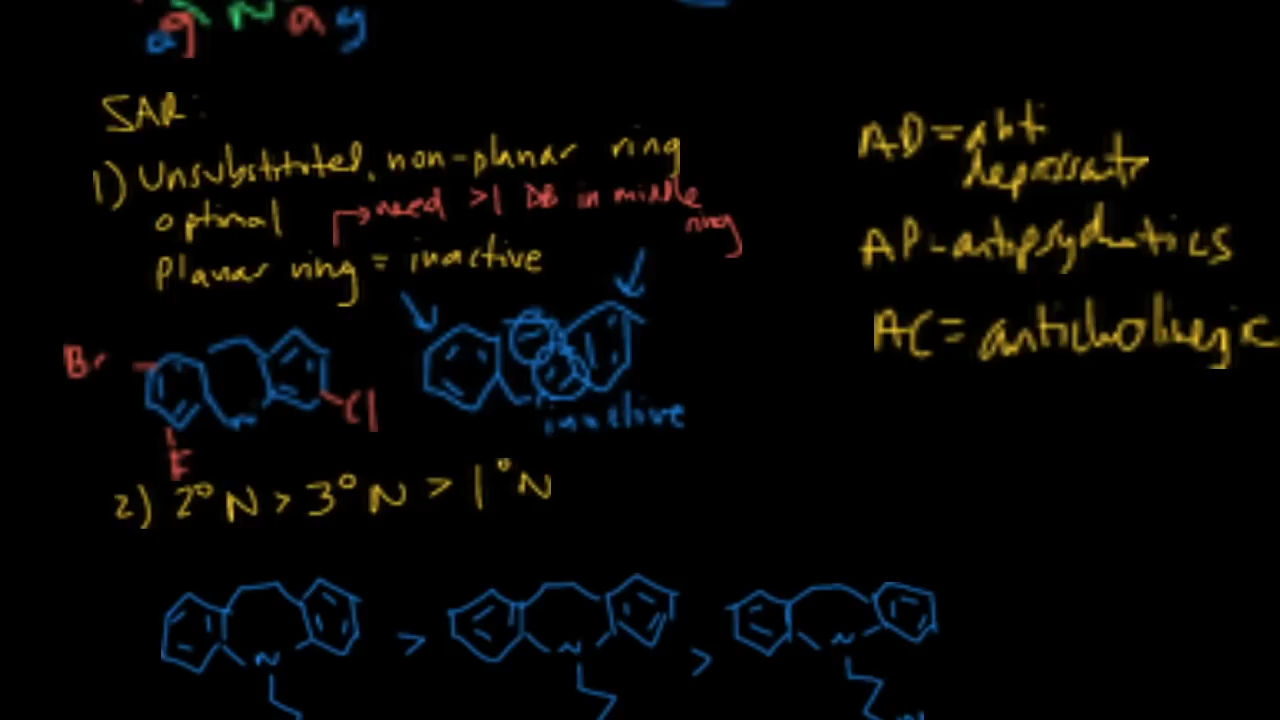 SAR:
1) Unsubstituted, non-planar ring
optimal
need >1 DB in middle
ring
Planar ring = inactive
Br
Cl
F
N
inactive
2) 2° N > 3° N > 1° N
N > N > N
AD = anti
depressants
AP - antipsychotics
AC = anticholinergic